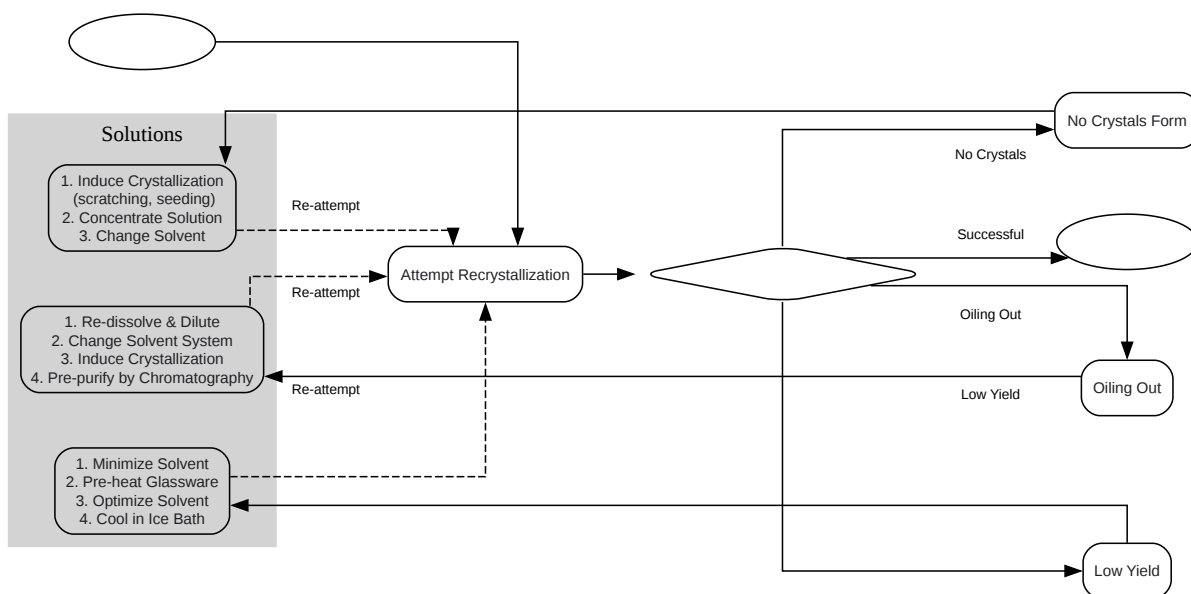 Solutions
1. Induce Crystallization
(scratching, seeding)
2. Concentrate Solution
3. Change Solvent
1. Re-dissolve & Dilute
2. Change Solvent System
3. Induce Crystallization
4. Pre-purify by Chromatography
1. Minimize Solvent
2. Pre-heat Glassware
3. Optimize Solvent
4. Cool in Ice Bath
Re-attempt
Re-attempt
Re-attempt
Attempt Recrystallization
No Crystals
Successful
Oiling Out
Low Yield
No Crystals Form
Oiling Out
Low Yield